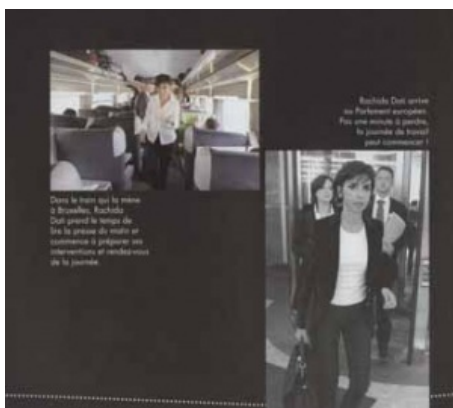 Rachida Dati arrive
au Parlement européen.
Pas une minute à perdre,
la journée de travail
peut commencer !
Dans le train qui la mène
à Bruxelles, Rachida
Dati prend le temps de
lire la presse du matin et
commence à préparer ses
interventions et rendez-vous
de la journée.